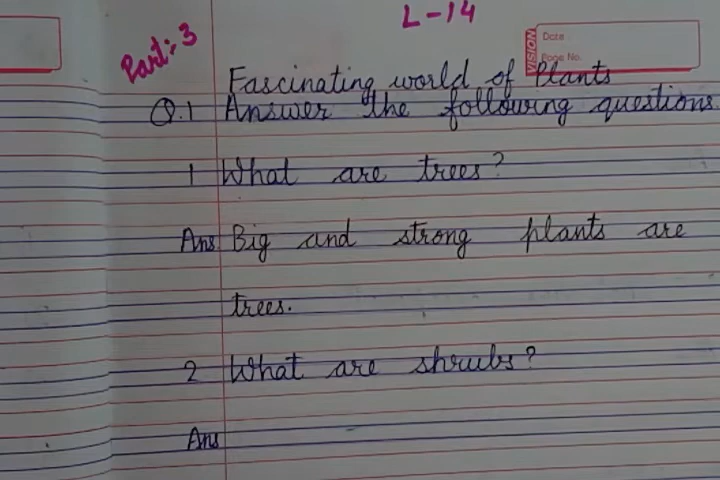 L-14
Part:-3
VISION
Date
Page No.
Fascinating world of Plants
Q.1 Answer the following questions
1 What are trees?
Ans Big and strong plants are
trees.
2 What are shrubs?
Ans